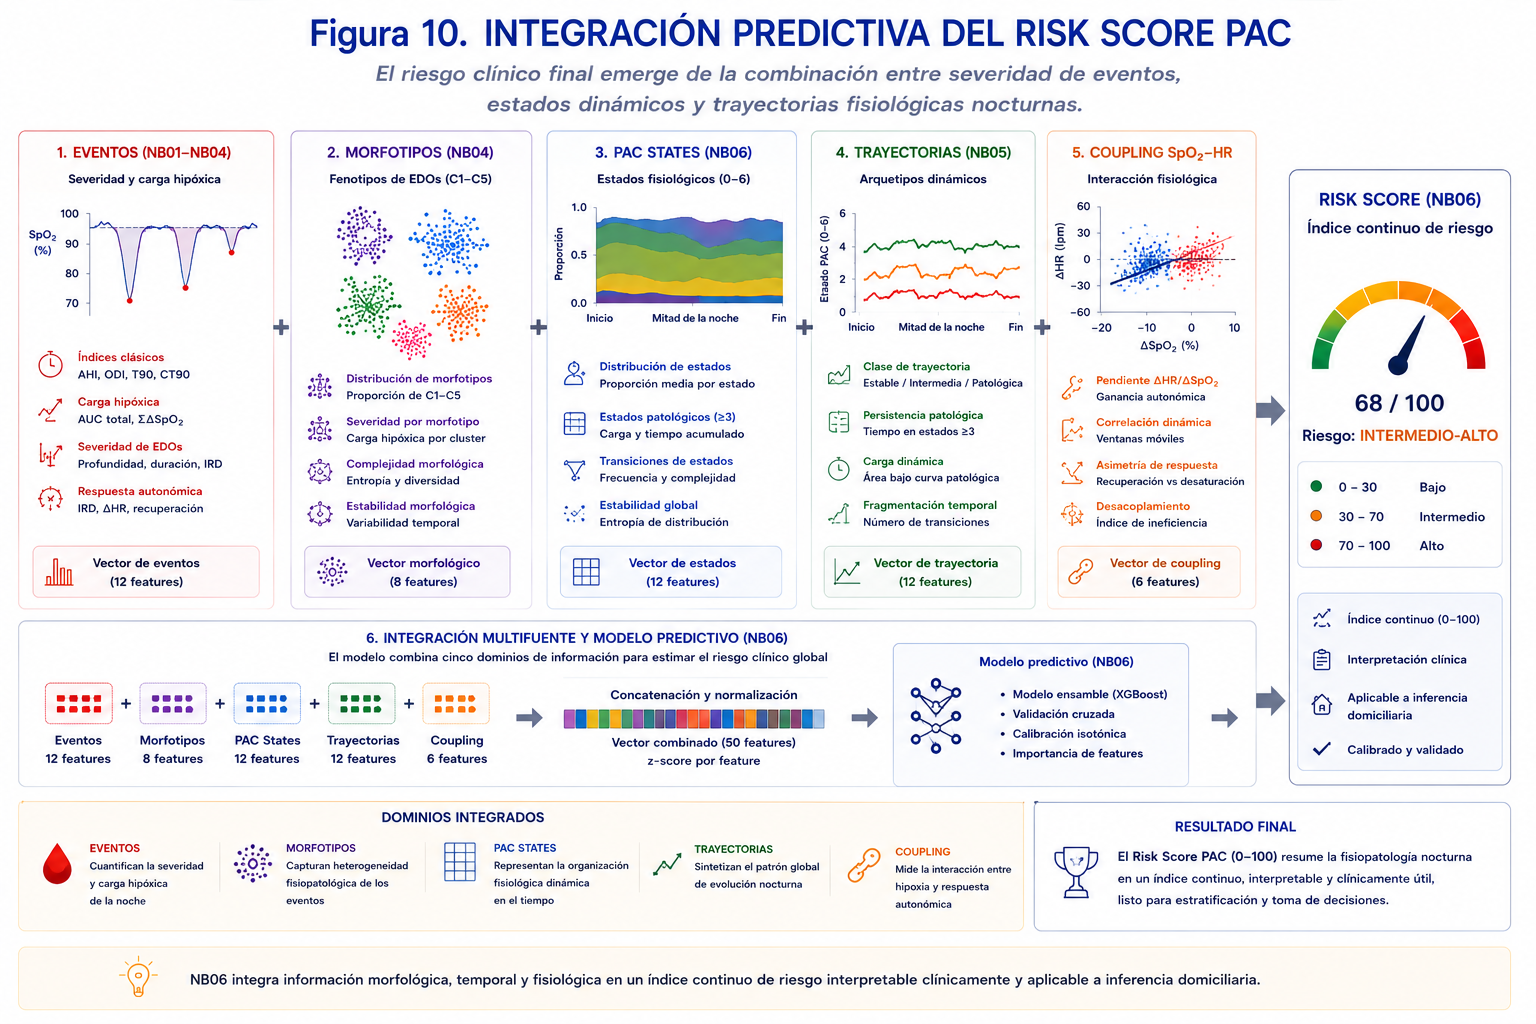 Figura 10. INTEGRACIÓN PREDICTIVA DEL RISK SCORE PAC
El riesgo clínico final emerge de la combinación entre severidad de eventos,
estados dinámicos y trayectorias fisiológicas nocturnas.
1. EVENTOS (NB01–NB04)
Severidad y carga hipóxica
SpO₂
(%)
100
90
80
70
Índices clásicos
AHI, ODI, T90, CT90
Carga hipóxica
AUC total, ΣΔSpO₂
Severidad de EDOs
Profundidad, duración, IRD
Respuesta autonómica
IRD, ΔHR, recuperación
Vector de eventos
(12 features)
+
2. MORFOTIPOS (NB04)
Fenotipos de EDOs (C1–C5)
Distribución de morfotipos
Proporción de C1–C5
Severidad por morfotipo
Carga hipóxica por cluster
Complejidad morfológica
Entropía y diversidad
Estabilidad morfológica
Variabilidad temporal
Vector morfológico
(8 features)
+
3. PAC STATES (NB06)
Estados fisiológicos (0–6)
Proporción
1.0
0.5
0.0
Inicio Mitad de la noche Fin
Distribución de estados
Proporción media por estado
Estados patológicos (≥3)
Carga y tiempo acumulado
Transiciones de estados
Frecuencia y complejidad
Estabilidad global
Entropía de distribución
Vector de estados
(12 features)
+
4. TRAYECTORIAS (NB05)
Arquetipos dinámicos
Etaado PAC (0–6)
6
4
2
0
Inicio Mitad de la noche Fin
Clase de trayectoria
Estable / Intermedia / Patológica
Persistencia patológica
Tiempo en estados ≥3
Carga dinámica
Área bajo curva patológica
Fragmentación temporal
Número de transiciones
Vector de trayectoria
(12 features)
+
5. COUPLING SpO₂–HR
Interacción fisiológica
ΔHR (lpm)
60
30
0
−30
−60
−20 −10 0 10
ΔSpO₂ (%)
Pendiente ΔHR/ΔSpO₂
Ganancia autonómica
Correlación dinámica
Ventanas móviles
Asimetría de respuesta
Recuperación vs desaturación
Desacoplamiento
Índice de ineficiencia
Vector de coupling
(6 features)
RISK SCORE (NB06)
Índice continuo de riesgo
68 / 100
Riesgo: INTERMEDIO-ALTO
0 – 30 Bajo
30 – 70 Intermedio
70 – 100 Alto
Índice continuo (0–100)
Interpretación clínica
Aplicable a inferencia
domiciliaria
Calibrado y validado
6. INTEGRACIÓN MULTIFUENTE Y MODELO PREDICTIVO (NB06)
El modelo combina cinco dominios de información para estimar el riesgo clínico global
+ + + +
Eventos Morfotipos PAC States Trayectorias Coupling
12 features 8 features 12 features 12 features 6 features
Concatenación y normalización
Vector combinado (50 features)
z-score por feature
Modelo predictivo (NB06)
• Modelo ensamble (XGBoost)
• Validación cruzada
• Calibración isotónica
• Importancia de features
DOMINIOS INTEGRADOS
EVENTOS
Cuantifican la severidad
y carga hipóxica
de la noche
MORFOTIPOS
Capturan heterogeneidad
fisiopatológica de los
eventos
PAC STATES
Representan la organización
fisiológica dinámica
en el tiempo
TRAYECTORIAS
Sintetizan el patrón global
de evolución nocturna
COUPLING
Mide la interacción entre
hipoxia y respuesta
autonómica
RESULTADO FINAL
El Risk Score PAC (0–100) resume la fisiopatología nocturna
en un índice continuo, interpretable y clínicamente útil,
listo para estratificación y toma de decisiones.
NB06 integra información morfológica, temporal y fisiológica en un índice continuo de riesgo interpretable clínicamente y aplicable a inferencia domiciliaria.